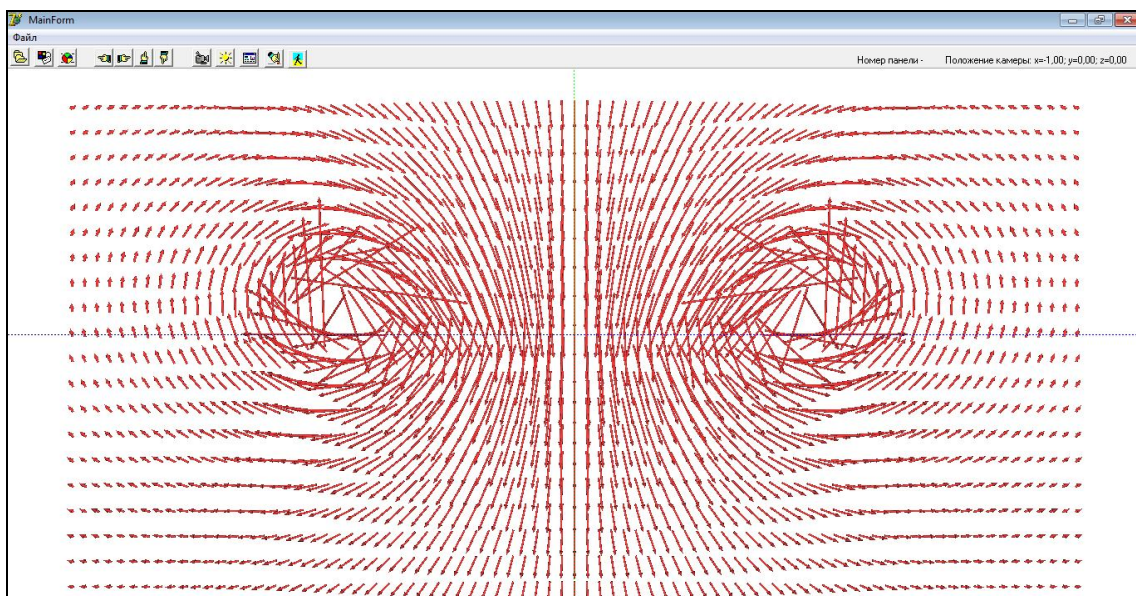 MainForm
Файл
Номер панели -    Положение камеры: x=-1,00; y=0,00; z=0,00